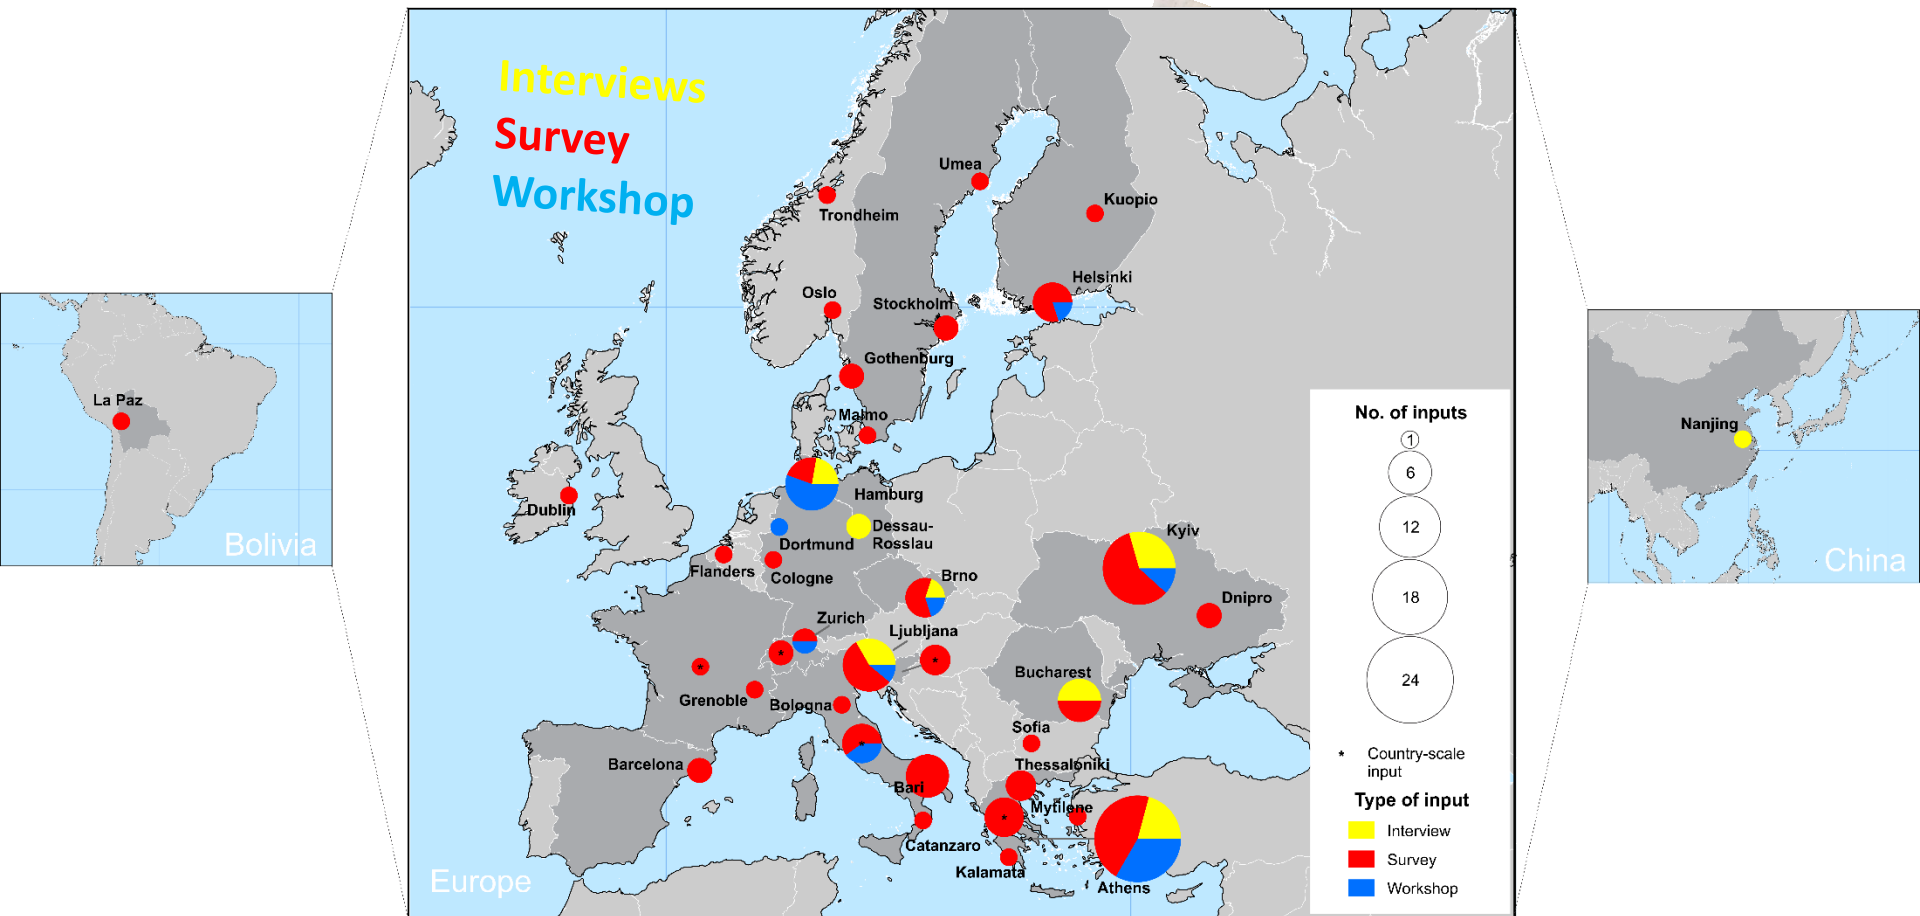 Interviews
Survey
Workshop
Umea
Kuopio
Trondheim
Helsinki
Oslo
Stockholm
Gothenburg
Malmo
La Paz
Bolivia
Dublin
Hamburg
Dessau-
Rosslau
Dortmund
Flanders
Cologne
Kyiv
Brno
Dnipro
Zurich
Ljubljana
*
*
*
Bucharest
Grenoble
Bologna
Sofia
*
Barcelona
Thessaloniki
Bari
Mytilene
*
Catanzaro
Kalamata
Athens
Europe
No. of inputs
1
6
12
18
24
* Country-scale
input
Type of input
Interview
Survey
Workshop
Nanjing
China